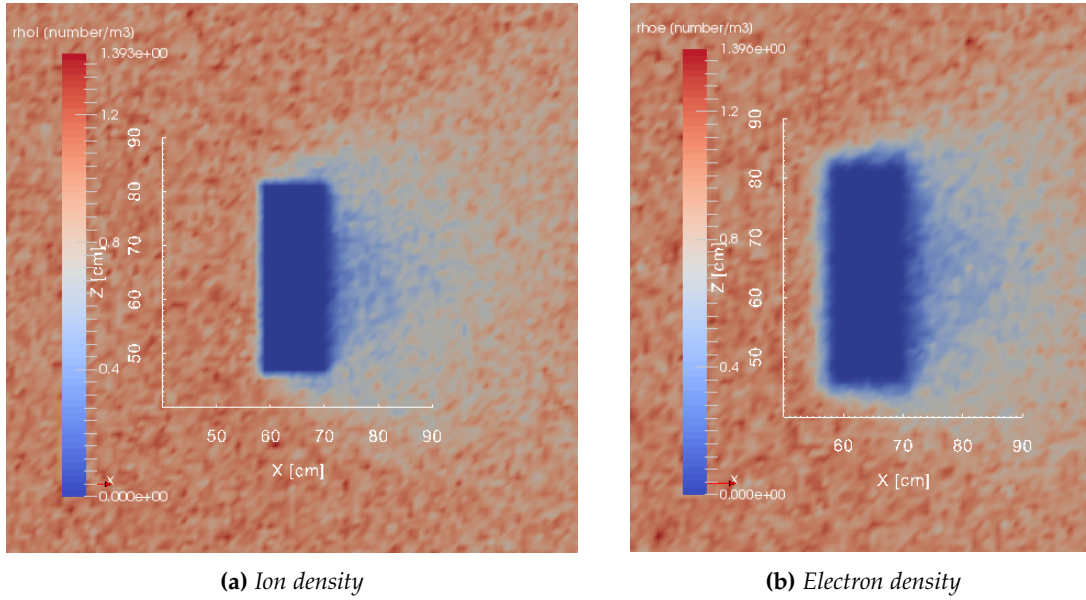 rhoI (number/m3)
1.393e+00
1.2
0.8
0.4
0.000e+00
X
Z [cm]
90
80
70
60
50
50 60 70 80 90
X [cm]
(a) Ion density
rhoe (number/m3)
1.396e+00
1.2
0.8
0.4
0.000e+00
X
Z [cm]
90
80
70
60
50
60 70 80 90
X [cm]
(b) Electron density